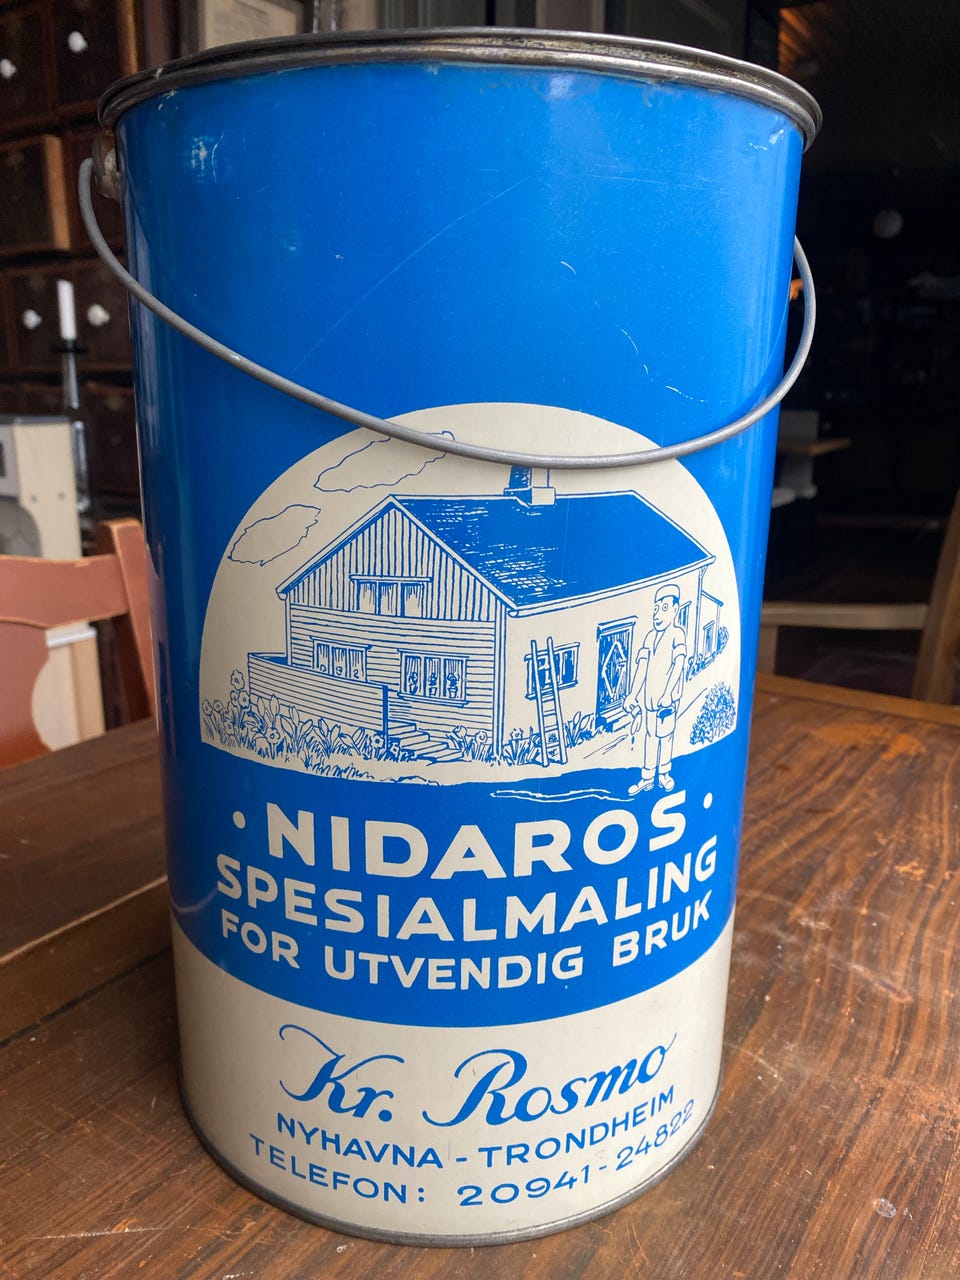 · NIDAROS ·
SPESIALMALING
FOR UTVENDIG BRUK
Kr. Rosmo
NYHAVNA - TRONDHEIM
TELEFON: 20941 - 24822